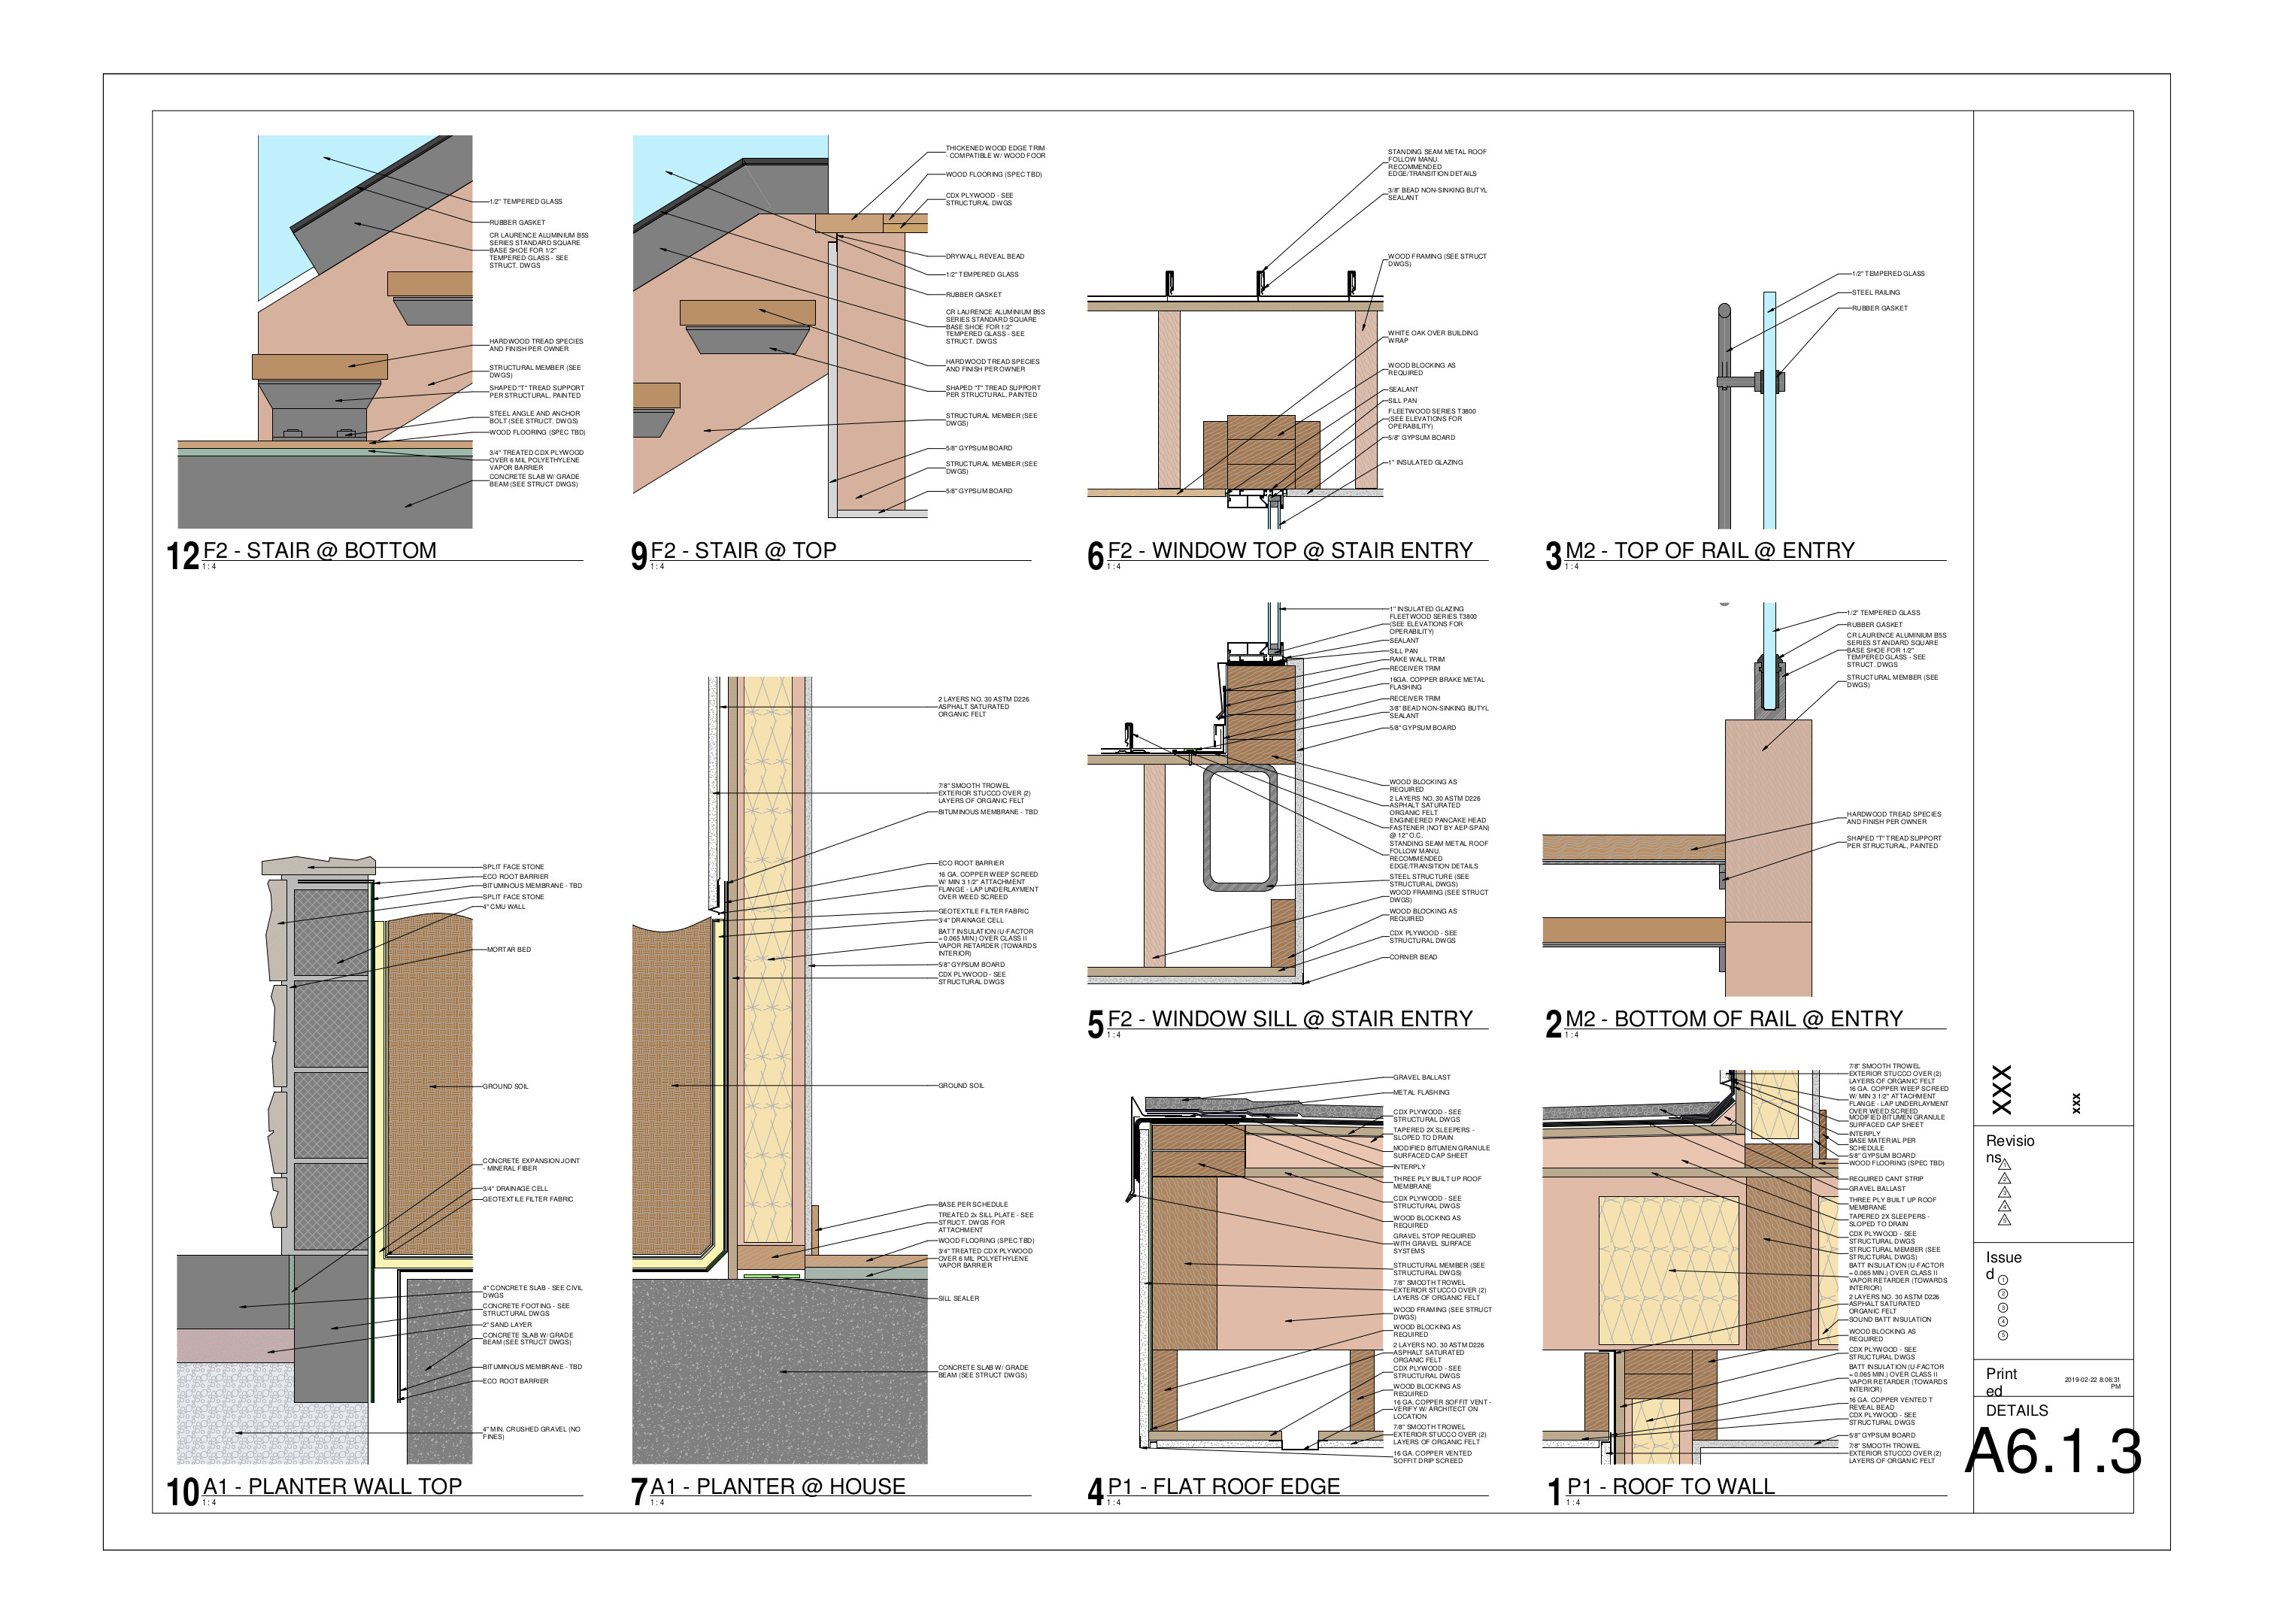 1/2" TEMPERED GLASS
RUBBER GASKET
CR LAURENCE ALUMINIUM B5S
SERIES STANDARD SQUARE
BASE SHOE FOR 1/2"
TEMPERED GLASS - SEE
STRUCT. DWGS
HARDWOOD TREAD SPECIES
AND FINISH PER OWNER
STRUCTURAL MEMBER (SEE
DWGS)
SHAPED "T" TREAD SUPPORT
PER STRUCTURAL, PAINTED
STEEL ANGLE AND ANCHOR
BOLT (SEE STRUCT. DWGS)
WOOD FLOORING (SPEC TBD)
3/4" TREATED CDX PLYWOOD
OVER 6 MIL POLYETHYLENE
VAPOR BARRIER
CONCRETE SLAB W/ GRADE
BEAM (SEE STRUCT DWGS)
12 F2 - STAIR @ BOTTOM
1 : 4
THICKENED WOOD EDGE TRIM
- COMPATIBLE W/ WOOD FOOR
WOOD FLOORING (SPEC TBD)
CDX PLYWOOD - SEE
STRUCTURAL DWGS
DRYWALL REVEAL BEAD
1/2" TEMPERED GLASS
RUBBER GASKET
CR LAURENCE ALUMINIUM B5S
SERIES STANDARD SQUARE
BASE SHOE FOR 1/2"
TEMPERED GLASS - SEE
STRUCT. DWGS
HARDWOOD TREAD SPECIES
AND FINISH PER OWNER
SHAPED "T" TREAD SUPPORT
PER STRUCTURAL, PAINTED
STRUCTURAL MEMBER (SEE
DWGS)
5/8" GYPSUM BOARD
STRUCTURAL MEMBER (SEE
DWGS)
5/8" GYPSUM BOARD
9 F2 - STAIR @ TOP
1 : 4
STANDING SEAM METAL ROOF
FOLLOW MANU.
RECOMMENDED
EDGE/TRANSITION DETAILS
3/8" BEAD NON-SINKING BUTYL
SEALANT
WOOD FRAMING (SEE STRUCT
DWGS)
WHITE OAK OVER BUILDING
WRAP
WOOD BLOCKING AS
REQUIRED
SEALANT
SILL PAN
FLEETWOOD SERIES T3800
(SEE ELEVATIONS FOR
OPERABILITY)
5/8" GYPSUM BOARD
1" INSULATED GLAZING
6 F2 - WINDOW TOP @ STAIR ENTRY
1 : 4
1/2" TEMPERED GLASS
STEEL RAILING
RUBBER GASKET
3 M2 - TOP OF RAIL @ ENTRY
1 : 4
SPLIT FACE STONE
ECO ROOT BARRIER
BITUMINOUS MEMBRANE - TBD
SPLIT FACE STONE
4" CMU WALL
MORTAR BED
GROUND SOIL
CONCRETE EXPANSION JOINT
- MINERAL FIBER
3/4" DRAINAGE CELL
GEOTEXTILE FILTER FABRIC
4" CONCRETE SLAB - SEE CIVIL
DWGS
CONCRETE FOOTING - SEE
STRUCTURAL DWGS
2" SAND LAYER
CONCRETE SLAB W/ GRADE
BEAM (SEE STRUCT DWGS)
BITUMINOUS MEMBRANE - TBD
ECO ROOT BARRIER
4" MIN. CRUSHED GRAVEL (NO
FINES)
10 A1 - PLANTER WALL TOP
1 : 4
2 LAYERS NO. 30 ASTM D226
ASPHALT SATURATED
ORGANIC FELT
7/8" SMOOTH TROWEL
EXTERIOR STUCCO OVER (2)
LAYERS OF ORGANIC FELT
BITUMINOUS MEMBRANE - TBD
ECO ROOT BARRIER
16 GA. COPPER WEEP SCREED
W/ MIN 3 1/2" ATTACHMENT
FLANGE - LAP UNDERLAYMENT
OVER WEED SCREED
GEOTEXTILE FILTER FABRIC
3/4" DRAINAGE CELL
BATT INSULATION (U-FACTOR
= 0.065 MIN.) OVER CLASS II
VAPOR RETARDER (TOWARDS
INTERIOR)
5/8" GYPSUM BOARD
CDX PLYWOOD - SEE
STRUCTURAL DWGS
GROUND SOIL
BASE PER SCHEDULE
TREATED 2x SILL PLATE - SEE
STRUCT. DWGS FOR
ATTACHMENT
WOOD FLOORING (SPEC TBD)
3/4" TREATED CDX PLYWOOD
OVER 6 MIL POLYETHYLENE
VAPOR BARRIER
SILL SEALER
CONCRETE SLAB W/ GRADE
BEAM (SEE STRUCT DWGS)
7 A1 - PLANTER @ HOUSE
1 : 4
1" INSULATED GLAZING
FLEETWOOD SERIES T3800
(SEE ELEVATIONS FOR
OPERABILITY)
SEALANT
SILL PAN
RAKE WALL TRIM
RECEIVER TRIM
16GA. COPPER BRAKE METAL
FLASHING
RECEIVER TRIM
3/8" BEAD NON-SINKING BUTYL
SEALANT
5/8" GYPSUM BOARD
WOOD BLOCKING AS
REQUIRED
2 LAYERS NO. 30 ASTM D226
ASPHALT SATURATED
ORGANIC FELT
ENGINEERED PANCAKE HEAD
FASTENER (NOT BY AEP-SPAN)
@ 12" O.C.
STANDING SEAM METAL ROOF
FOLLOW MANU.
RECOMMENDED
EDGE/TRANSITION DETAILS
STEEL STRUCTURE (SEE
STRUCTURAL DWGS)
WOOD FRAMING (SEE STRUCT
DWGS)
WOOD BLOCKING AS
REQUIRED
CDX PLYWOOD - SEE
STRUCTURAL DWGS
CORNER BEAD
5 F2 - WINDOW SILL @ STAIR ENTRY
1 : 4
1/2" TEMPERED GLASS
RUBBER GASKET
CR LAURENCE ALUMINIUM B5S
SERIES STANDARD SQUARE
BASE SHOE FOR 1/2"
TEMPERED GLASS - SEE
STRUCT. DWGS
STRUCTURAL MEMBER (SEE
DWGS)
HARDWOOD TREAD SPECIES
AND FINISH PER OWNER
SHAPED "T" TREAD SUPPORT
PER STRUCTURAL, PAINTED
2 M2 - BOTTOM OF RAIL @ ENTRY
1 : 4
GRAVEL BALLAST
METAL FLASHING
CDX PLYWOOD - SEE
STRUCTURAL DWGS
TAPERED 2X SLEEPERS -
SLOPED TO DRAIN
MODIFIED BITUMEN GRANULE
SURFACED CAP SHEET
INTERPLY
THREE PLY BUILT UP ROOF
MEMBRANE
CDX PLYWOOD - SEE
STRUCTURAL DWGS
WOOD BLOCKING AS
REQUIRED
GRAVEL STOP REQUIRED
WITH GRAVEL SURFACE
SYSTEMS
STRUCTURAL MEMBER (SEE
STRUCTURAL DWGS)
7/8" SMOOTH TROWEL
EXTERIOR STUCCO OVER (2)
LAYERS OF ORGANIC FELT
WOOD FRAMING (SEE STRUCT
DWGS)
WOOD BLOCKING AS
REQUIRED
2 LAYERS NO. 30 ASTM D226
ASPHALT SATURATED
ORGANIC FELT
CDX PLYWOOD - SEE
STRUCTURAL DWGS
WOOD BLOCKING AS
REQUIRED
16 GA. COPPER SOFFIT VENT -
VERIFY W/ ARCHITECT ON
LOCATION
7/8" SMOOTH TROWEL
EXTERIOR STUCCO OVER (2)
LAYERS OF ORGANIC FELT
16 GA. COPPER VENTED
SOFFIT DRIP SCREED
4 P1 - FLAT ROOF EDGE
1 : 4
7/8" SMOOTH TROWEL
EXTERIOR STUCCO OVER (2)
LAYERS OF ORGANIC FELT
16 GA. COPPER WEEP SCREED
W/ MIN 3 1/2" ATTACHMENT
FLANGE - LAP UNDERLAYMENT
OVER WEED SCREED
MODIFIED BITUMEN GRANULE
SURFACED CAP SHEET
INTERPLY
BASE MATERIAL PER
SCHEDULE
5/8" GYPSUM BOARD
WOOD FLOORING (SPEC TBD)
REQUIRED CANT STRIP
GRAVEL BALLAST
THREE PLY BUILT UP ROOF
MEMBRANE
TAPERED 2X SLEEPERS -
SLOPED TO DRAIN
CDX PLYWOOD - SEE
STRUCTURAL DWGS
STRUCTURAL MEMBER (SEE
STRUCTURAL DWGS)
BATT INSULATION (U-FACTOR
= 0.065 MIN.) OVER CLASS II
VAPOR RETARDER (TOWARDS
INTERIOR)
2 LAYERS NO. 30 ASTM D226
ASPHALT SATURATED
ORGANIC FELT
SOUND BATT INSULATION
WOOD BLOCKING AS
REQUIRED
CDX PLYWOOD - SEE
STRUCTURAL DWGS
BATT INSULATION (U-FACTOR
= 0.065 MIN.) OVER CLASS II
VAPOR RETARDER (TOWARDS
INTERIOR)
16 GA. COPPER VENTED T
REVEAL BEAD
CDX PLYWOOD - SEE
STRUCTURAL DWGS
5/8" GYPSUM BOARD
7/8" SMOOTH TROWEL
EXTERIOR STUCCO OVER (2)
LAYERS OF ORGANIC FELT
1 P1 - ROOF TO WALL
1 : 4
XXX
XXX
Revisio
ns
1
2
3
4
5
Issue
d
1
2
3
4
5
Print
ed
2019-02-22 8:06:31
PM
DETAILS
A6.1.3